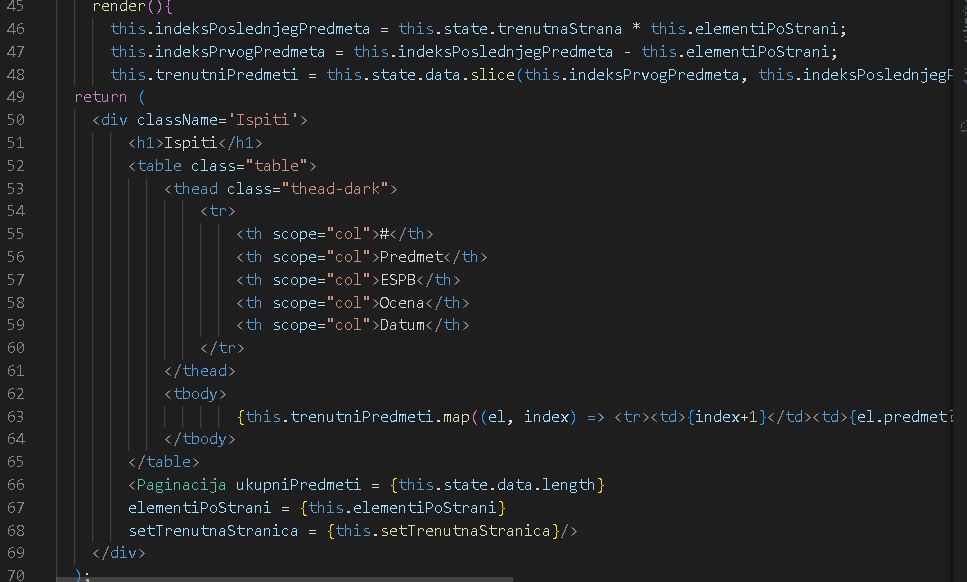 45 render(){
46 this.indeksPoslednjegPredmeta = this.state.trenutnaStrana * this.elementiPoStrani;
47 this.indeksPrvogPredmeta = this.indeksPoslednjegPredmeta - this.elementiPoStrani;
48 this.trenutniPredmeti = this.state.data.slice(this.indeksPrvogPredmeta, this.indeksPoslednjegP
49 return (
50 <div className='Ispiti'>
51 <h1>Ispiti</h1>
52 <table class="table">
53 <thead class="thead-dark">
54 <tr>
55 <th scope="col">#</th>
56 <th scope="col">Predmet</th>
57 <th scope="col">ESPB</th>
58 <th scope="col">Ocena</th>
59 <th scope="col">Datum</th>
60 </tr>
61 </thead>
62 <tbody>
63 {this.trenutniPredmeti.map((el, index) => <tr><td>{index+1}</td><td>{el.predmet?
64 </tbody>
65 </table>
66 <Paginacija ukupniPredmeti = {this.state.data.length}
67 elementiPoStrani = {this.elementiPoStrani}
68 setTrenutnaStranica = {this.setTrenutnaStranica}/>
69 </div>
70 );